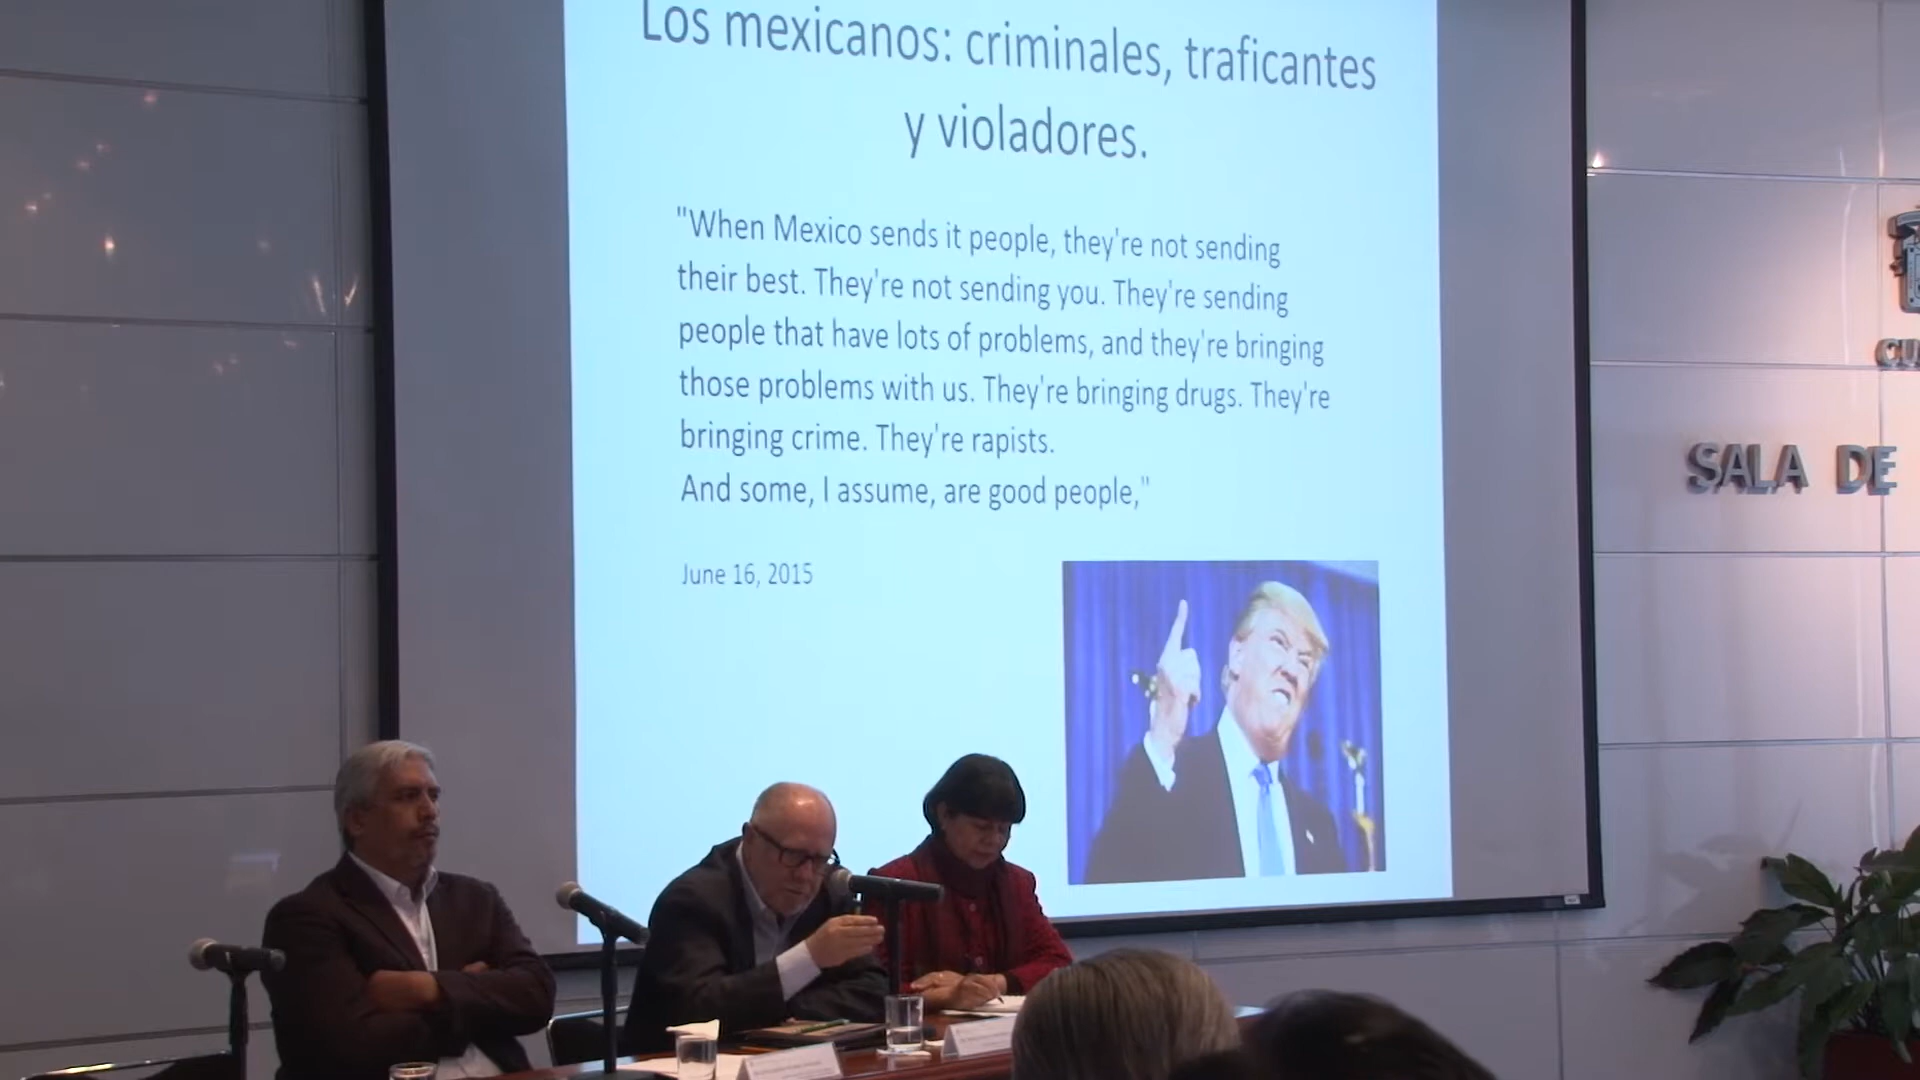 Los mexicanos: criminales, traficantes
y violadores.
"When Mexico sends it people, they're not sending
their best. They're not sending you. They're sending
people that have lots of problems, and they're bringing
those problems with us. They're bringing drugs. They're
bringing crime. They're rapists.
And some, I assume, are good people,"
June 16, 2015
CU
SALA DE